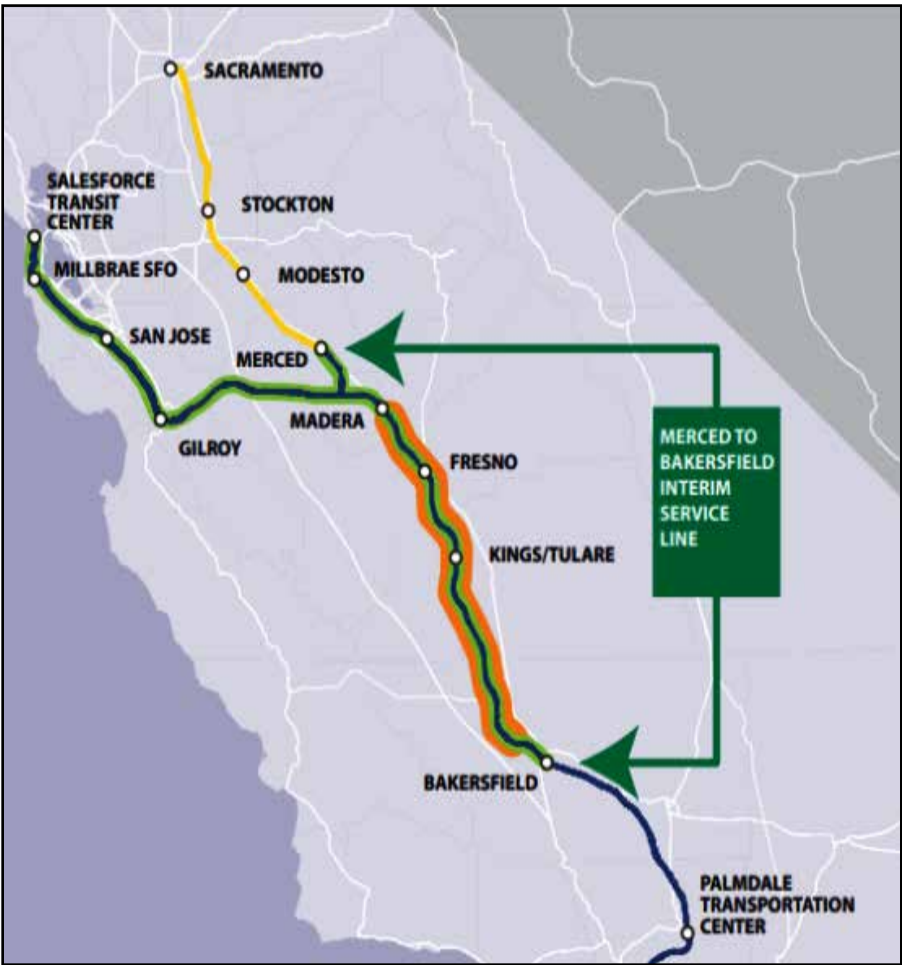 SACRAMENTO
SALESFORCE
TRANSIT
CENTER
STOCKTON
MILLBRAE SFO
MODESTO
SAN JOSE
MERCED
MADERA
GILROY
MERCED TO
BAKERSFIELD
INTERIM
SERVICE
LINE
FRESNO
KINGS/TULARE
BAKERSFIELD
PALMDALE
TRANSPORTATION
CENTER